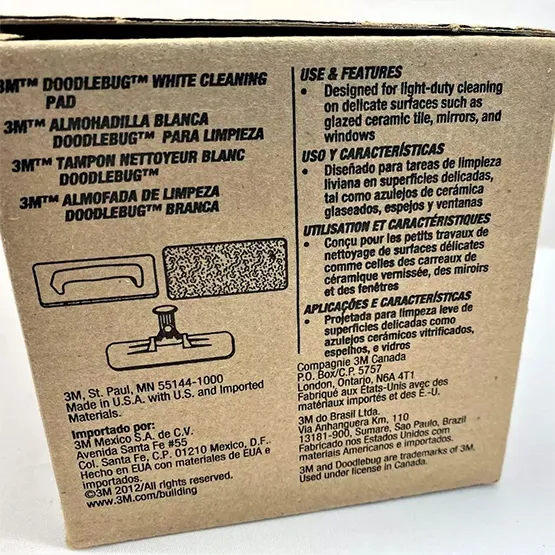 3M™ DOODLEBUG™ WHITE CLEANING
PAD
3M™ ALMOHADILLA BLANCA
DOODLEBUG™ PARA LIMPIEZA
3M™ TAMPON NETTOYEUR BLANC
DOODLEBUG™
3M™ ALMOFADA DE LIMPEZA
DOODLEBUG™ BRANCA
3M, St. Paul, MN 55144-1000
Made in U.S.A. with U.S. and Imported
Materials.
Importado por:
3M Mexico S.A. de C.V.
Avenida Santa Fe #55
Col. Santa Fe, C.P. 01210 Mexico, D.F..
Hecho en EUA con materiales de EUA e
importados.
©3M 2012/All rights reserved.
www.3M.com/building
USE & FEATURES
• Designed for light-duty cleaning
on delicate surfaces such as
glazed ceramic tile, mirrors, and
windows
USO Y CARACTERÍSTICAS
• Diseñado para tareas de limpieza
liviana en superficies delicadas,
tal como azulejos de cerámica
glaseados, espejos y ventanas
UTILISATION ET CARACTÉRISTIQUES
• Conçu pour les petits travaux de
nettoyage de surfaces délicates
comme celles des carreaux de
céramique vernissée, des miroirs
et des fenêtres
APLICAÇÕES E CARACTERÍSTICAS
• Projetada para limpeza leve de
superfícies delicadas como
azulejos cerâmicos vitrificados,
espelhos, e vidros
Compagnie 3M Canada
P.O. Box/C.P. 5757
London, Ontario, N6A 4T1
Fabriqué aux États-Unis avec des
matériaux importés et des É.-U.
3M do Brasil Ltda.
Via Anhanguera Km, 110
13181-900, Sumaré, Sao Paulo, Brazil
Fabricado nos Estados Unidos com
materiais Americanos e importados.
3M and Doodlebug are trademarks of 3M.
Used under license in Canada.